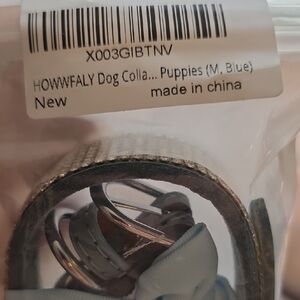 X003GIBTNV
HOWWFALY Dog Colla... Puppies (M, Blue)
New
made in china